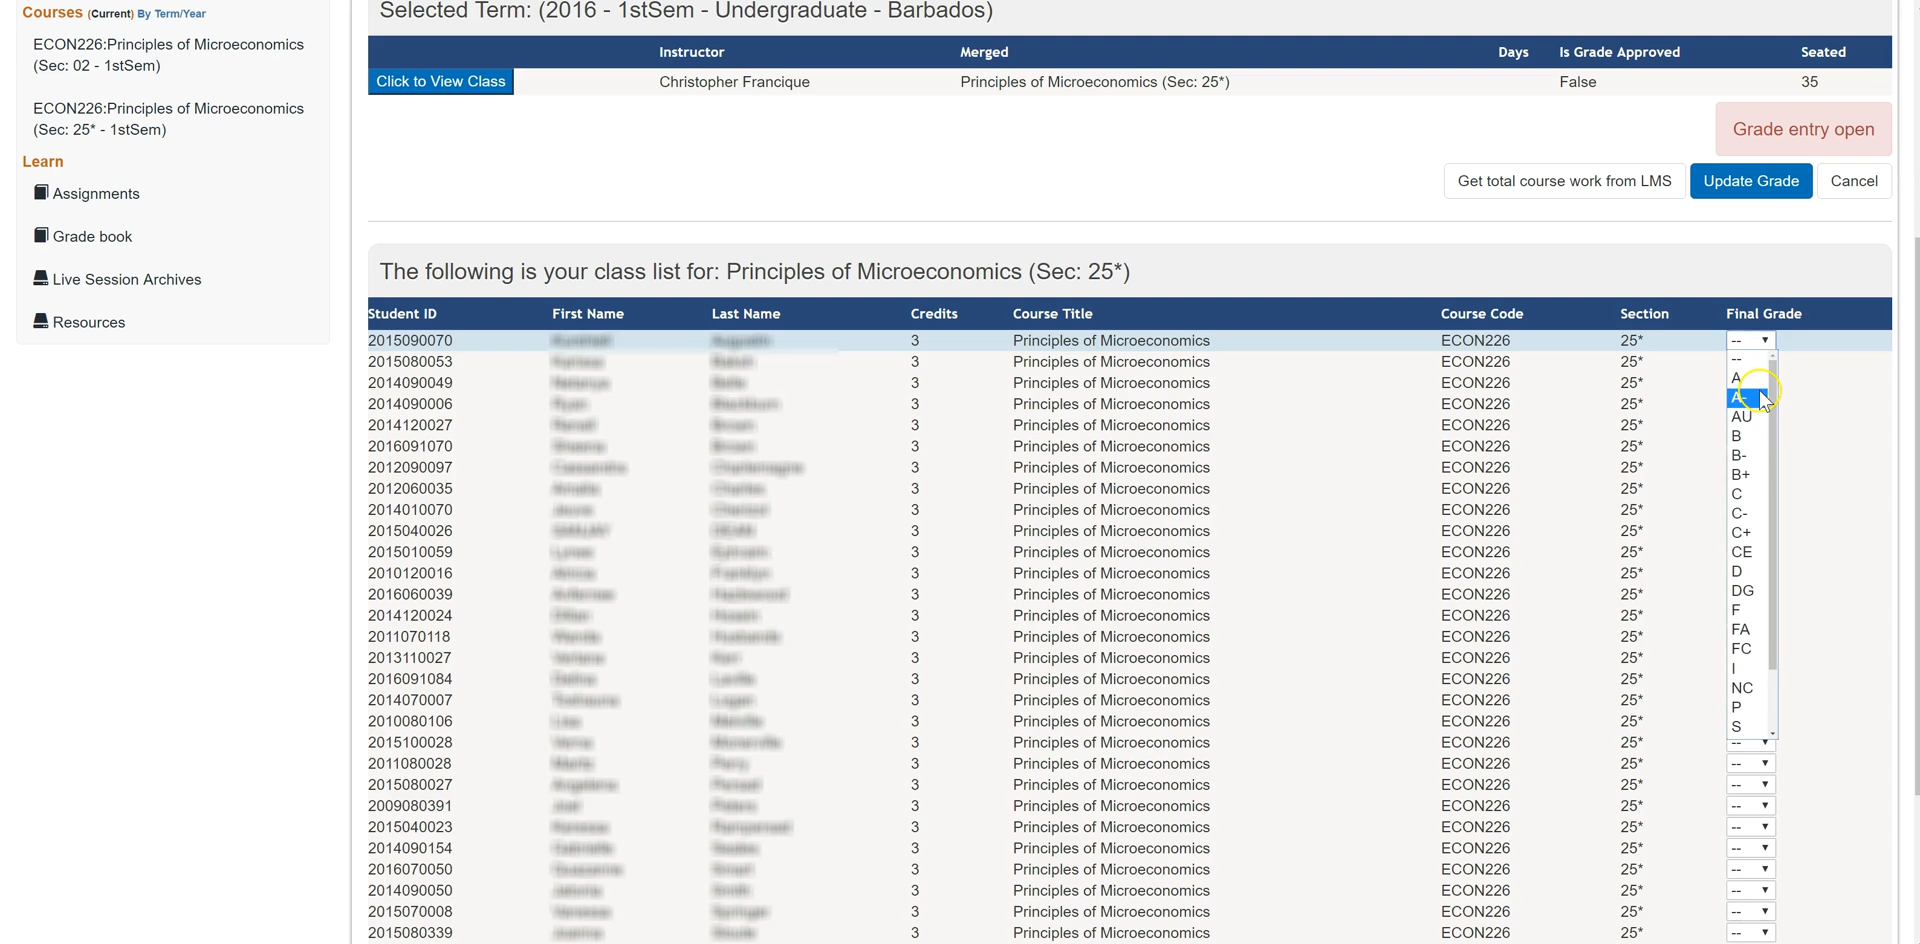 Courses (Current) By Term/Year
ECON226:Principles of Microeconomics
(Sec: 02 - 1stSem)
ECON226:Principles of Microeconomics
(Sec: 25* - 1stSem)
Learn
Assignments
Grade book
Live Session Archives
Resources
Selected Term: (2016 - 1stSem - Undergraduate - Barbados)
Instructor Merged Days Is Grade Approved Seated
Click to View Class Christopher Francique Principles of Microeconomics (Sec: 25*) False 35
Grade entry open
Get total course work from LMS Update Grade Cancel
The following is your class list for: Principles of Microeconomics (Sec: 25*)
Student ID First Name Last Name Credits Course Title Course Code Section Final Grade
2015090070 3 Principles of Microeconomics ECON226 25* --
2015080053 3 Principles of Microeconomics ECON226 25*
2014090049 3 Principles of Microeconomics ECON226 25*
2014090006 3 Principles of Microeconomics ECON226 25*
2014120027 3 Principles of Microeconomics ECON226 25*
2016091070 3 Principles of Microeconomics ECON226 25*
2012090097 3 Principles of Microeconomics ECON226 25*
2012060035 3 Principles of Microeconomics ECON226 25*
2014010070 3 Principles of Microeconomics ECON226 25*
2015040026 3 Principles of Microeconomics ECON226 25*
2015010059 3 Principles of Microeconomics ECON226 25*
2010120016 3 Principles of Microeconomics ECON226 25*
2016060039 3 Principles of Microeconomics ECON226 25*
2014120024 3 Principles of Microeconomics ECON226 25*
2011070118 3 Principles of Microeconomics ECON226 25*
2013110027 3 Principles of Microeconomics ECON226 25*
2016091084 3 Principles of Microeconomics ECON226 25*
2014070007 3 Principles of Microeconomics ECON226 25*
2010080106 3 Principles of Microeconomics ECON226 25*
2015100028 3 Principles of Microeconomics ECON226 25* --
2011080028 3 Principles of Microeconomics ECON226 25* --
2015080027 3 Principles of Microeconomics ECON226 25* --
2009080391 3 Principles of Microeconomics ECON226 25* --
2015040023 3 Principles of Microeconomics ECON226 25* --
2014090154 3 Principles of Microeconomics ECON226 25* --
2016070050 3 Principles of Microeconomics ECON226 25* --
2014090050 3 Principles of Microeconomics ECON226 25* --
2015070008 3 Principles of Microeconomics ECON226 25* --
2015080339 3 Principles of Microeconomics ECON226 25* --
--
A
A-
AU
B
B-
B+
C
C-
C+
CE
D
DG
F
FA
FC
I
NC
P
S